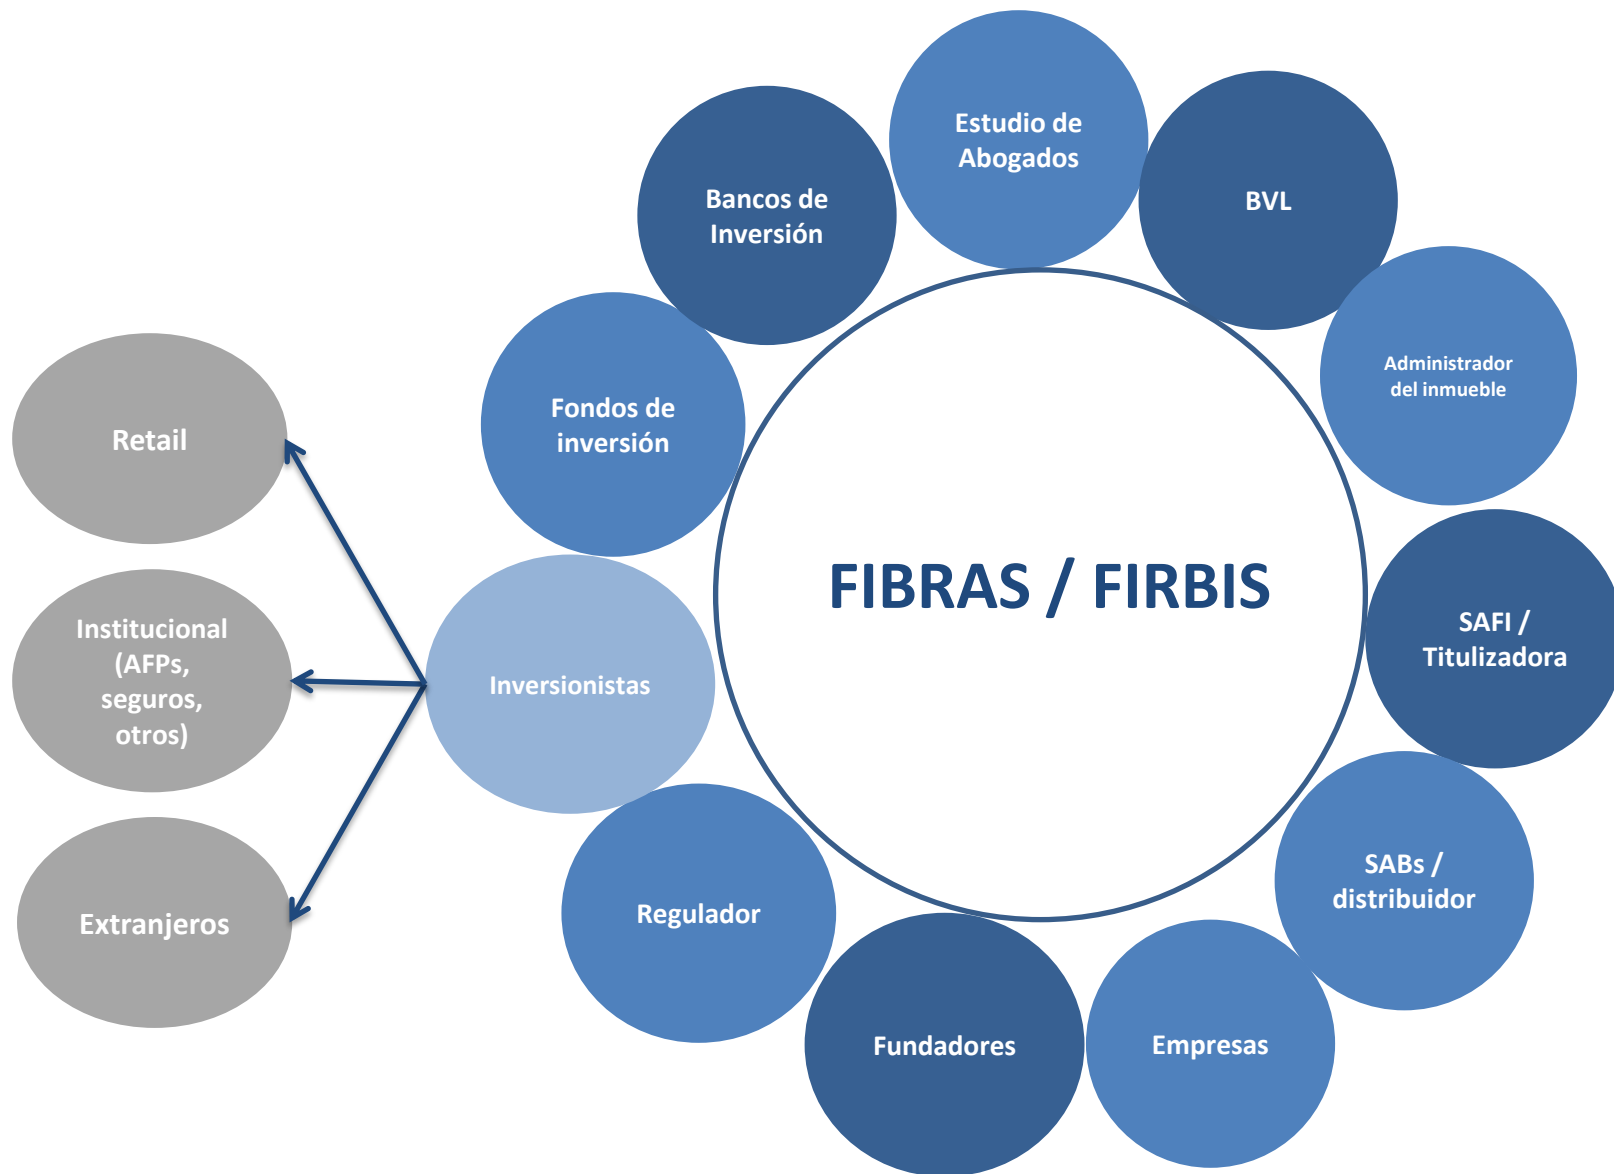 Estudio de
Abogados
BVL
Bancos de
Inversión
Administrador
del inmueble
Fondos de
inversión
Retail
FIBRAS / FIRBIS
SAFI /
Titulizadora
Institucional
(AFPs,
seguros,
otros)
Inversionistas
SABs /
distribuidor
Regulador
Extranjeros
Fundadores
Empresas